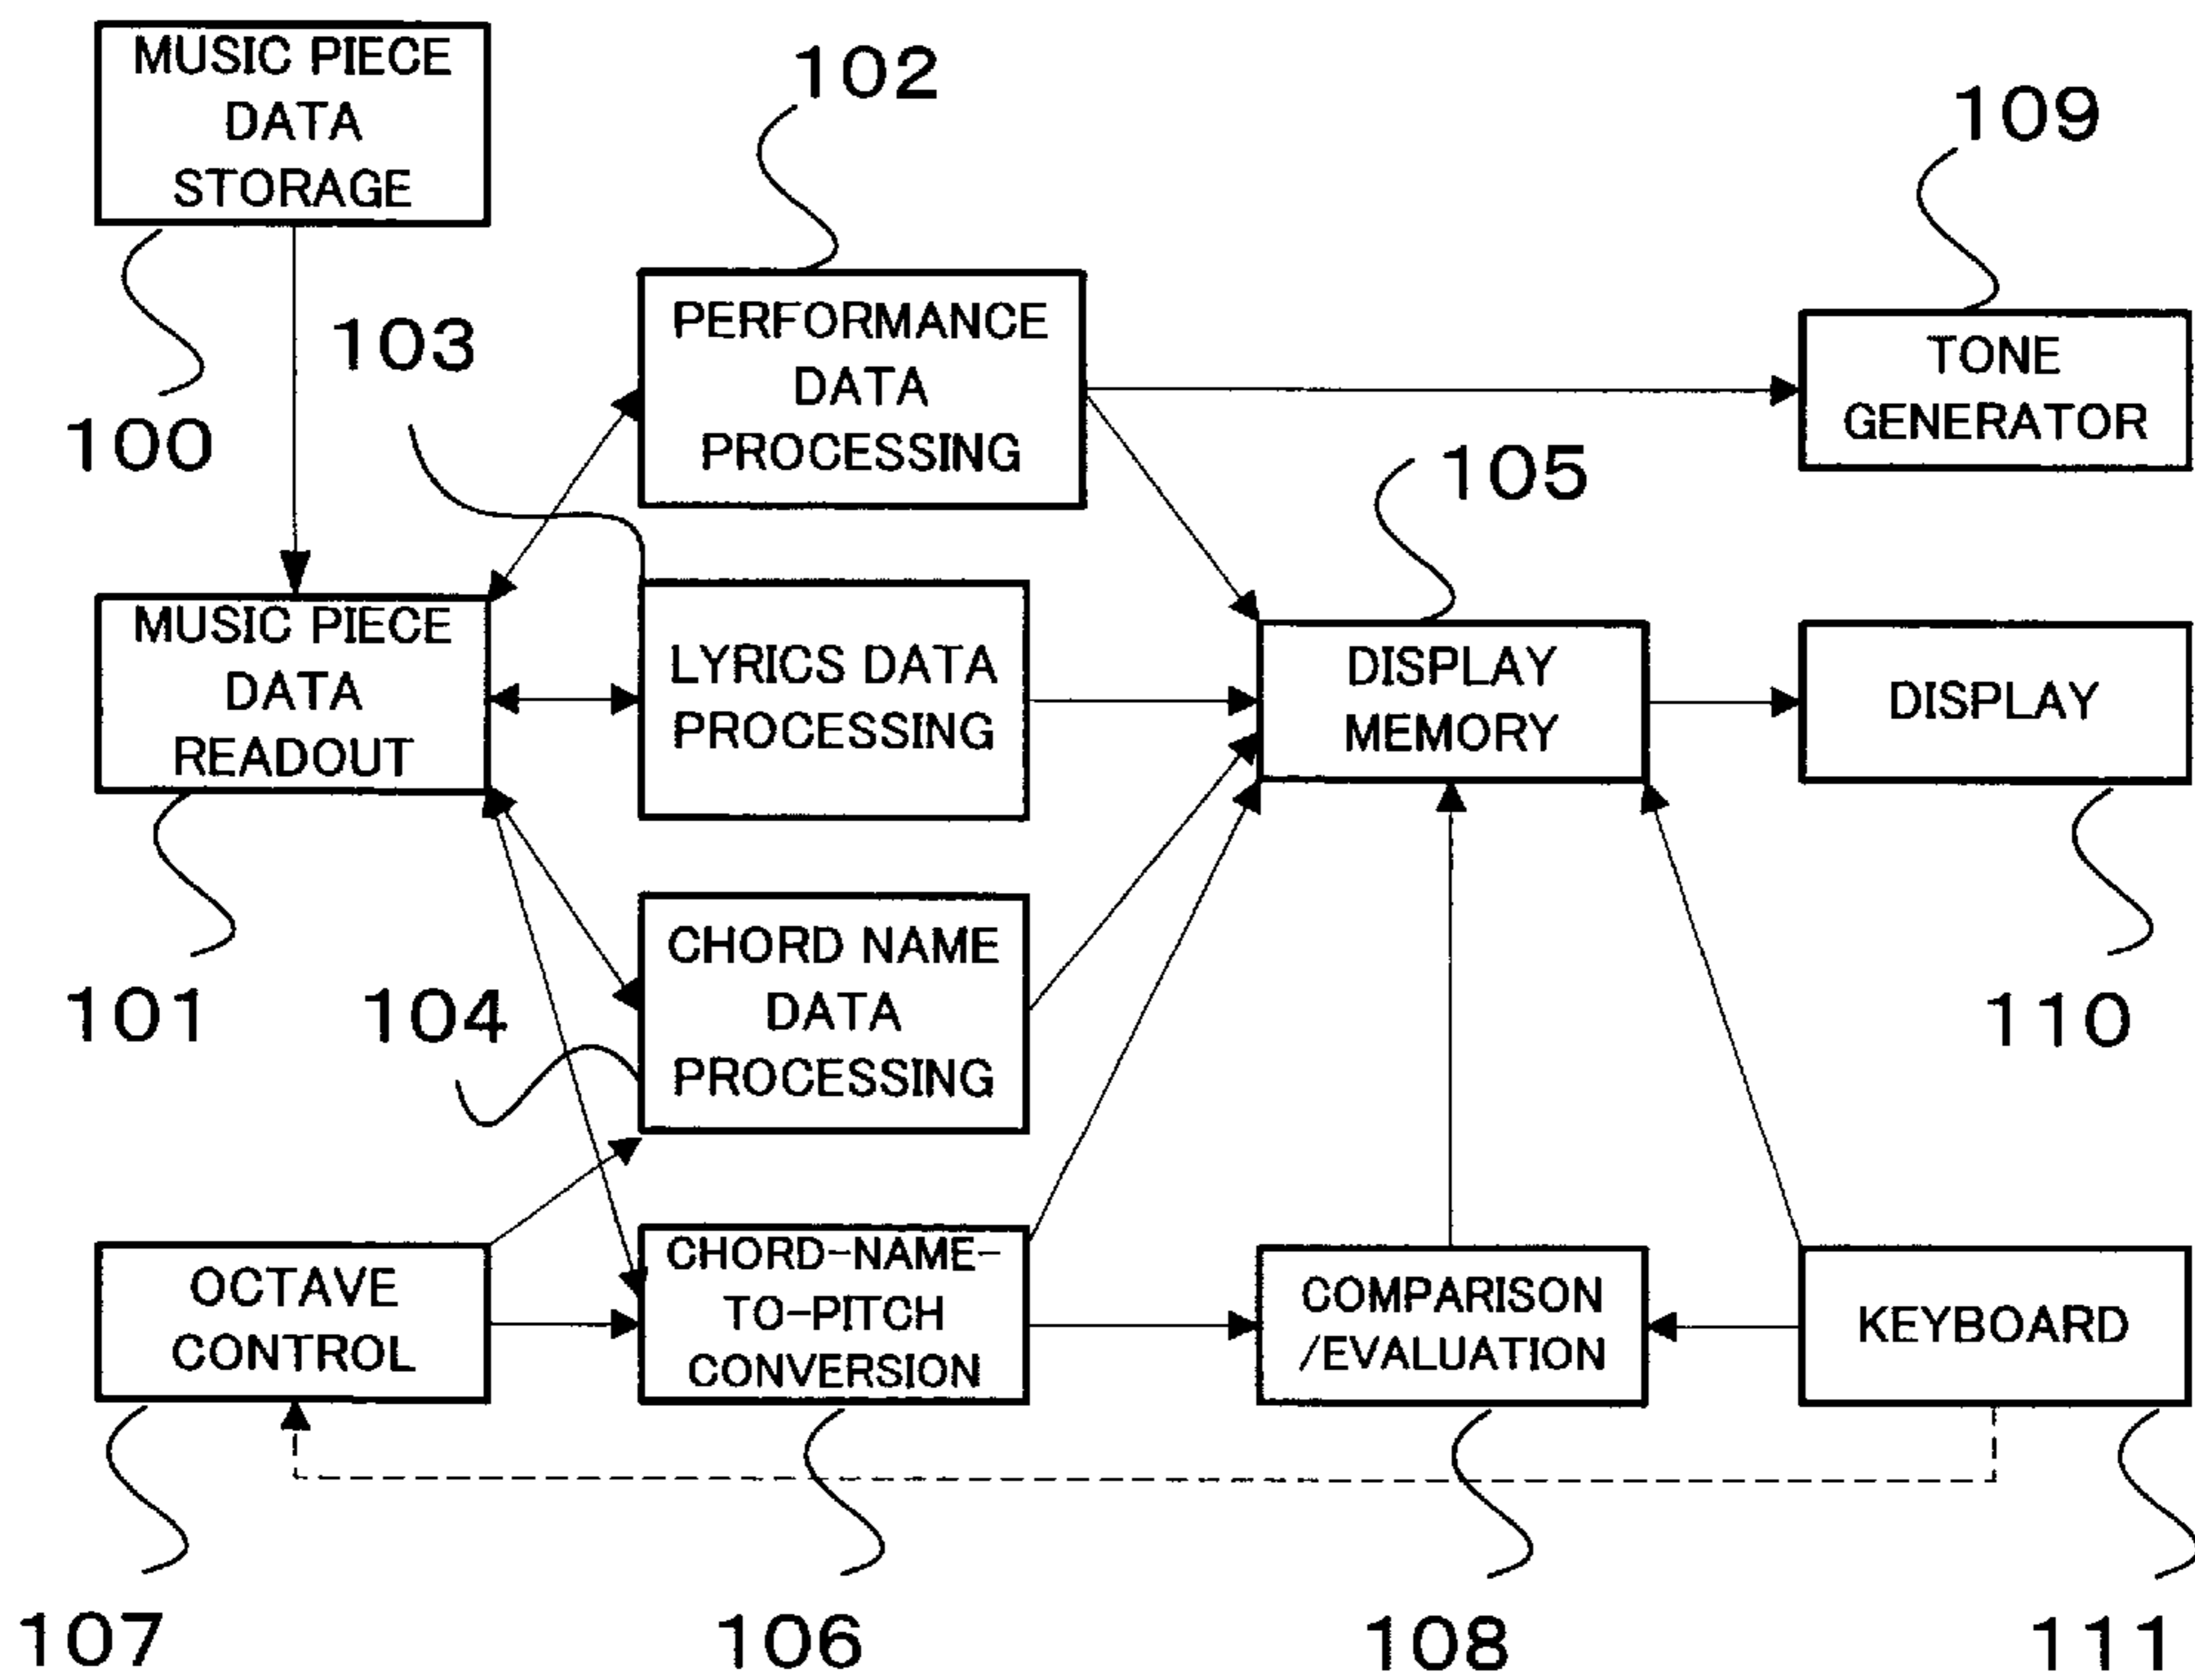 MUSIC PIECE
DATA
STORAGE
100
102
109
103
PERFORMANCE
DATA
PROCESSING
TONE
GENERATOR
105
MUSIC PIECE
DATA
READOUT
101
LYRICS DATA
PROCESSING
DISPLAY
MEMORY
DISPLAY
110
104
CHORD NAME
DATA
PROCESSING
OCTAVE
CONTROL
107
CHORD-NAME-
TO-PITCH
CONVERSION
106
COMPARISON
/EVALUATION
108
KEYBOARD
111